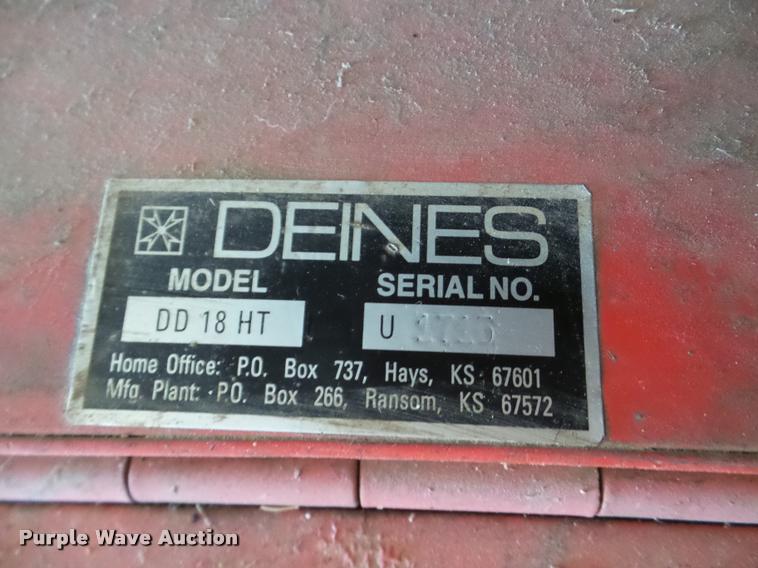 DEINES
MODEL SERIAL NO.
DD 18 HT U
Home Office: P.O. Box 737, Hays, KS 67601
Mfg Plant: P.O. Box 266, Ransom, KS 67572
Purple Wave Auction